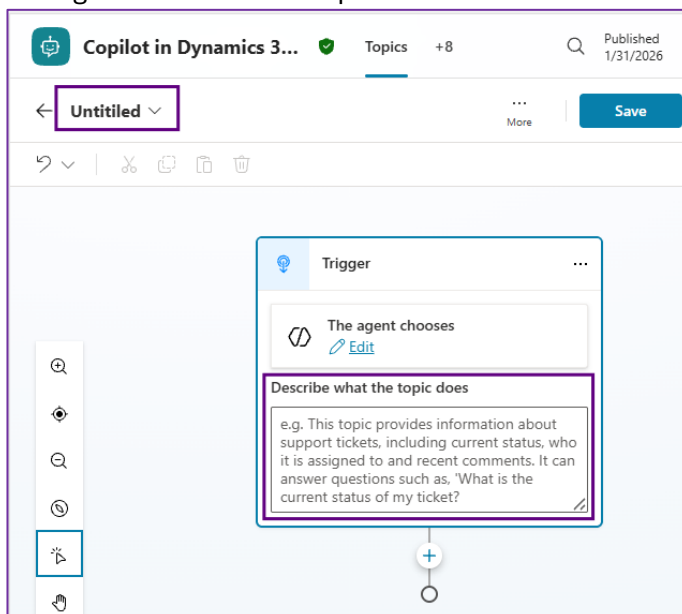 Copilot in Dynamics 3...
Topics
+8
Published
1/31/2026
Untitiled
...
More
Save
Trigger
...
The agent chooses
Edit
Describe what the topic does
e.g. This topic provides information about
support tickets, including current status, who
it is assigned to and recent comments. It can
answer questions such as, 'What is the
current status of my ticket?